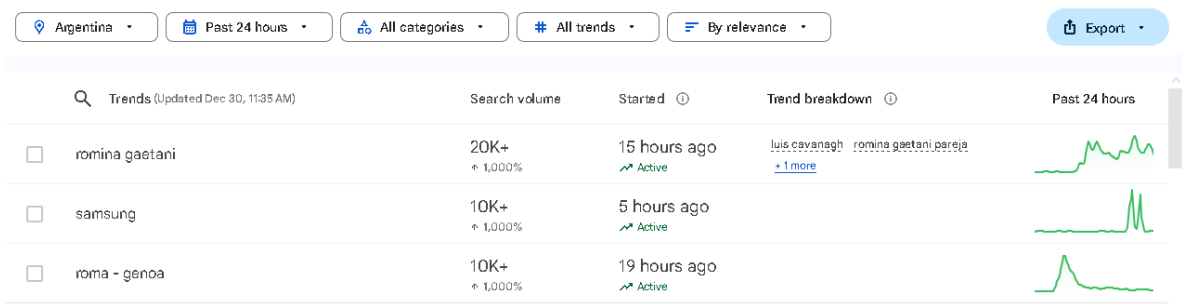 Argentina Past 24 hours All categories All trends By relevance Export
Trends (Updated Dec 30, 11:35 AM) Search volume Started Trend breakdown Past 24 hours
romina gaetani 20K+ 15 hours ago luis cavanagh romina gaetani pareja
1,000% Active + 1 more
samsung 10K+ 5 hours ago
1,000% Active
roma - genoa 10K+ 19 hours ago
1,000% Active